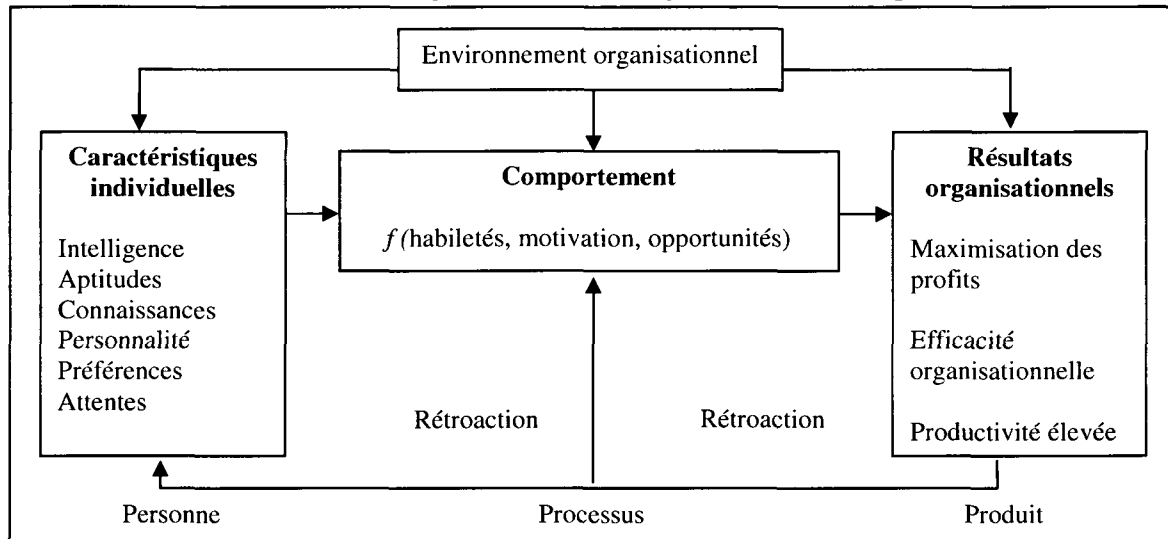 Environnement organisationnel
Caractéristiques
individuelles
Intelligence
Aptitudes
Connaissances
Personnalité
Préférences
Attentes
Comportement
f (habiletés, motivation, opportunités)
Résultats
organisationnels
Maximisation des
profits
Efficacité
organisationnelle
Productivité élevée
Rétroaction
Rétroaction
Personne
Processus
Produit